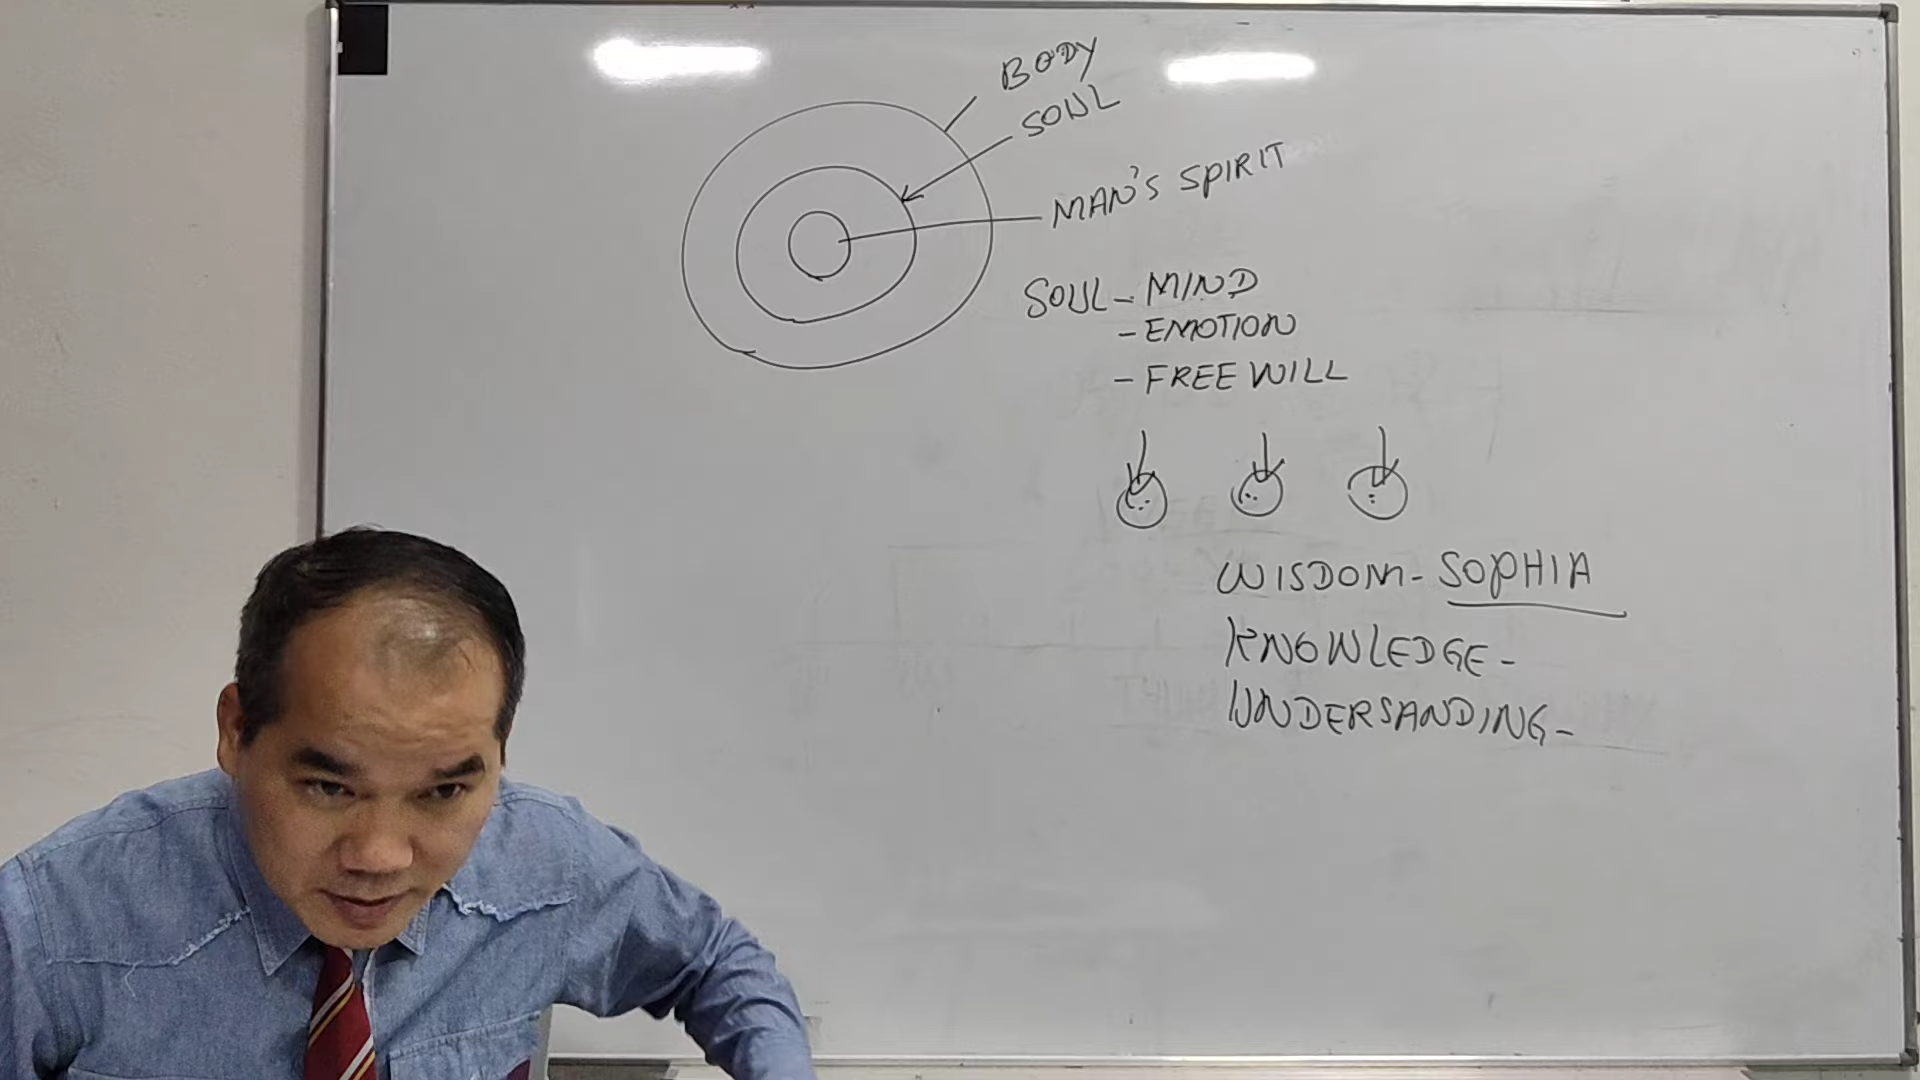 BODY
SOUL
MAN'S SPIRIT
SOUL - MIND
- EMOTION
- FREE WILL
WISDOM - SOPHIA
KNOWLEDGE -
UNDERSANDING -